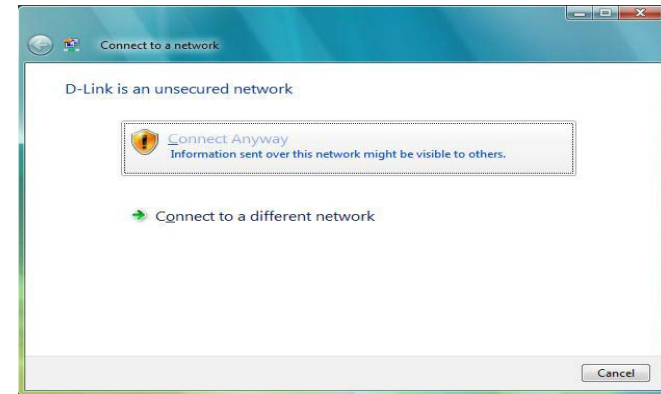 Connect to a network
D-Link is an unsecured network
Connect Anyway
Information sent over this network might be visible to others.
Connect to a different network
Cancel